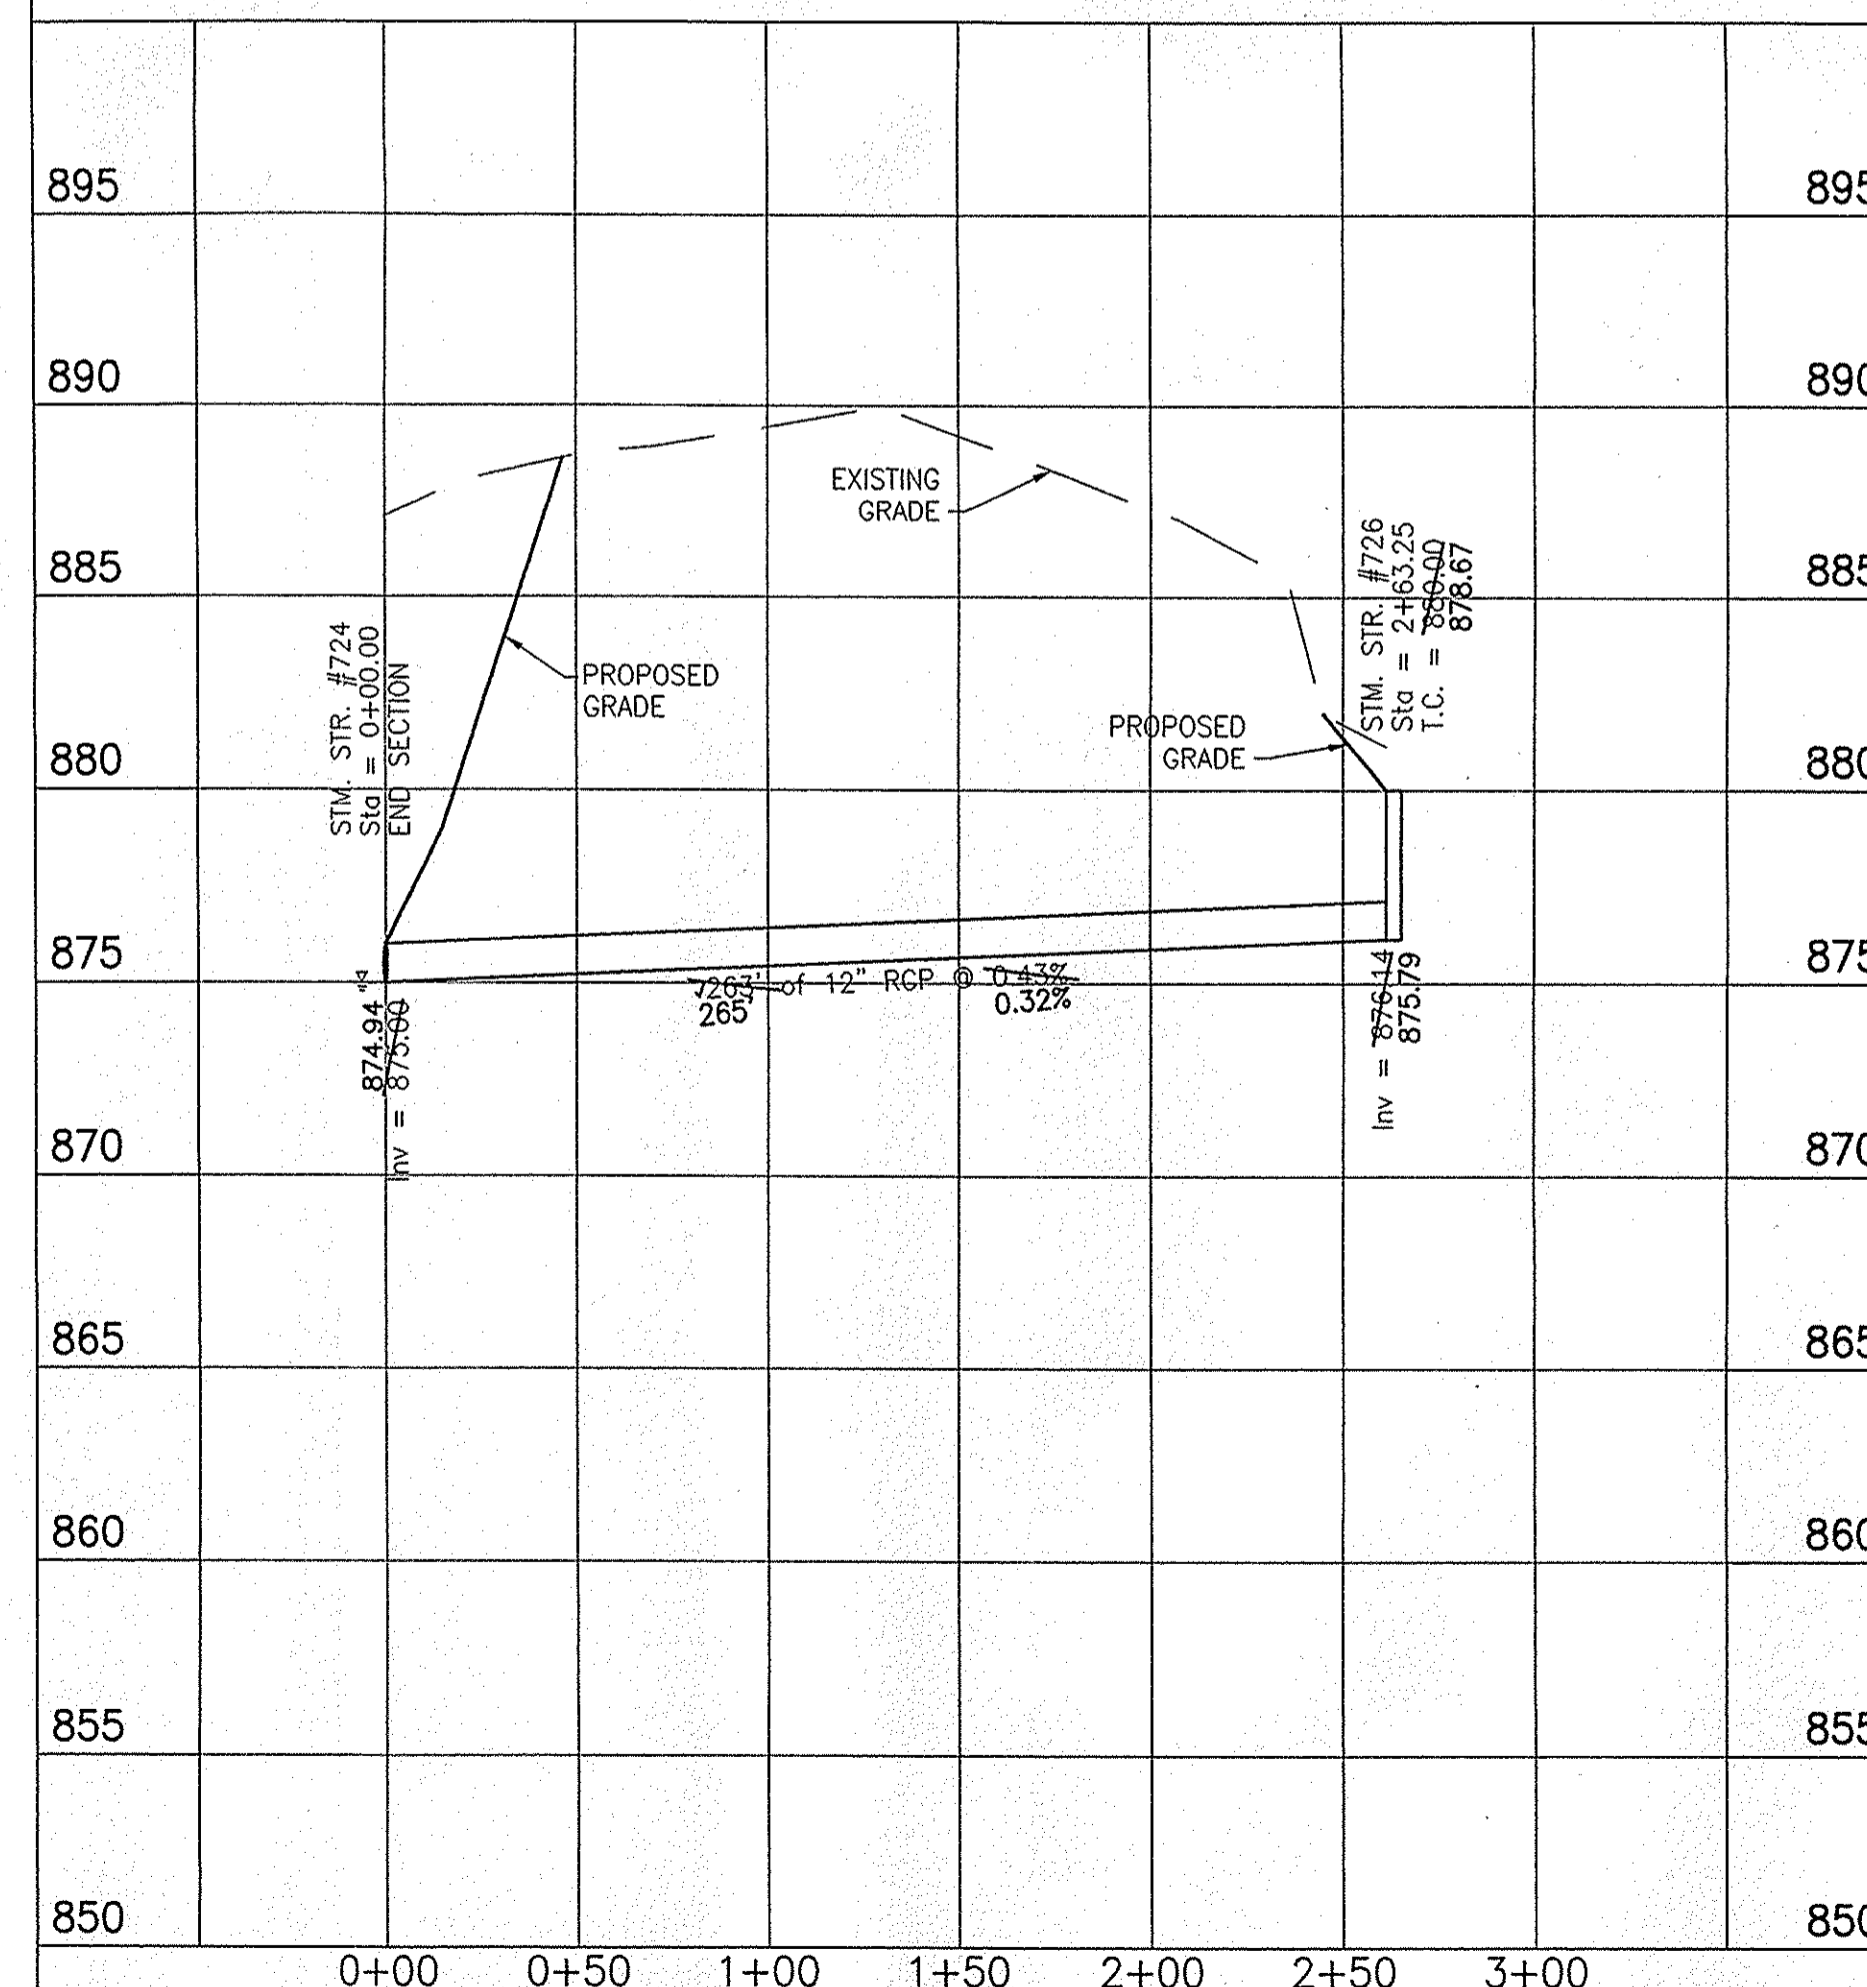 895
895
890
890
EXISTING
GRADE
885
885
STM. STR. #726
Sta = 2+63.25
T.C. = 880.00
878.67
STM. STR. #724
Sta = 0+00.00
END SECTION
PROPOSED
GRADE
PROPOSED
GRADE
880
880
875
875
263' of 12" RCP @ 0.43%
265'
0.32%
874.94
Inv = 875.00
Inv = 876.14
875.79
870
870
865
865
860
860
855
855
850
850
0+00 0+50 1+00 1+50 2+00 2+50 3+00